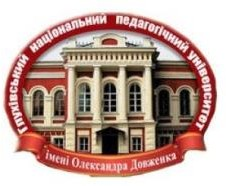 Глухівський національний педагогічний університет
імені Олександра Довженка